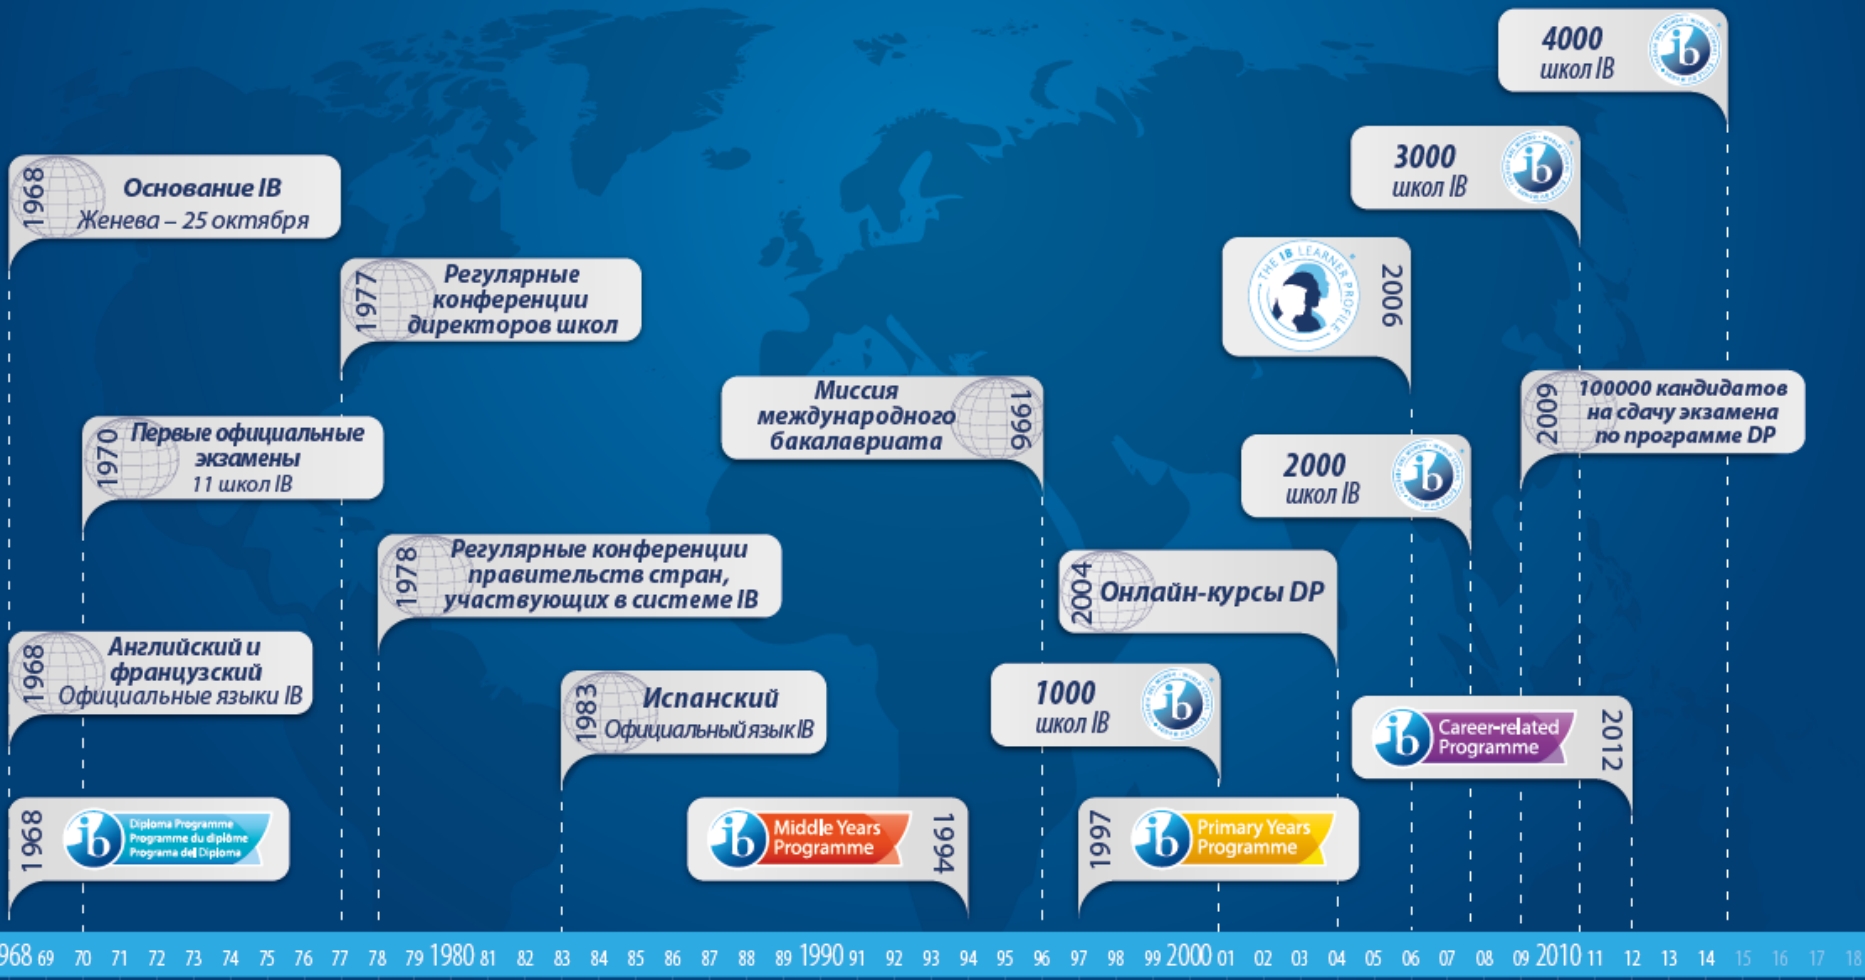 4000
школ IB
3000
школ IB
1968
Основание IB
Женева – 25 октября
THE IB LEARNER PROFILE
2006
1977
Регулярные
конференции
директоров школ
Миссия
международного
бакалавриата
1996
2009
100000 кандидатов
на сдачу экзамена
по программе DP
1970
Первые официальные
экзамены
11 школ IB
2000
школ IB
1978
Регулярные конференции
правительств стран,
участвующих в системе IB
2004
Онлайн-курсы DP
1968
Английский и
французский
Официальные языки IB
1983
Испанский
Официальный язык IB
1000
школ IB
Career-related
Programme
2012
1968
Diploma Programme
Programme du diplôme
Programa del Diploma
Middle Years
Programme
1994
1997
Primary Years
Programme
968 69 70 71 72 73 74 75 76 77 78 79 1980 81 82 83 84 85 86 87 88 89 1990 91 92 93 94 95 96 97 98 99 2000 01 02 03 04 05 06 07 08 09 2010 11 12 13 14 15 16 17 18